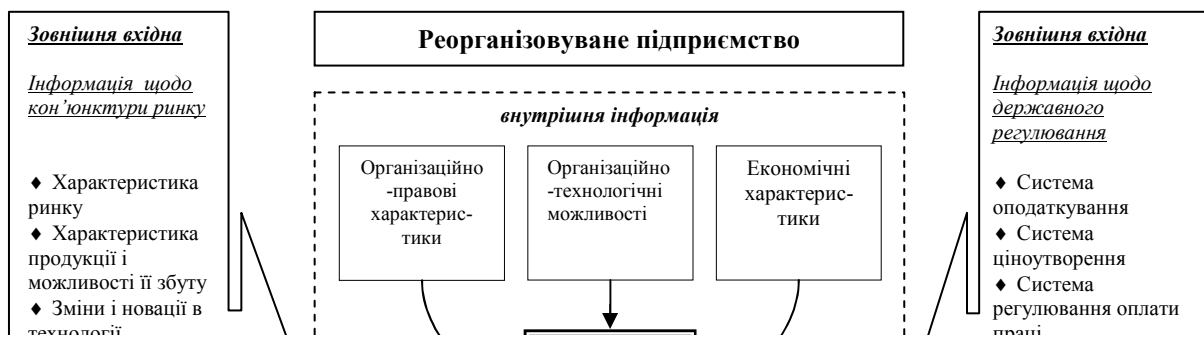 Зовнішня вхідна
Інформація щодо
кон’юнктури ринку
♦ Характеристика
ринку
♦ Характеристика
продукції і
можливості її збуту
♦ Зміни і новації в
технології
Реорганізовуване підприємство
внутрішня інформація
Організаційно
-правові
характерис-
тики
Організаційно
-технологічні
можливості
Економічні
характерис-
тики
Зовнішня вхідна
Інформація щодо
державного
регулювання
♦ Система
оподаткування
♦ Система
ціноутворення
♦ Система
регулювання оплати
праці